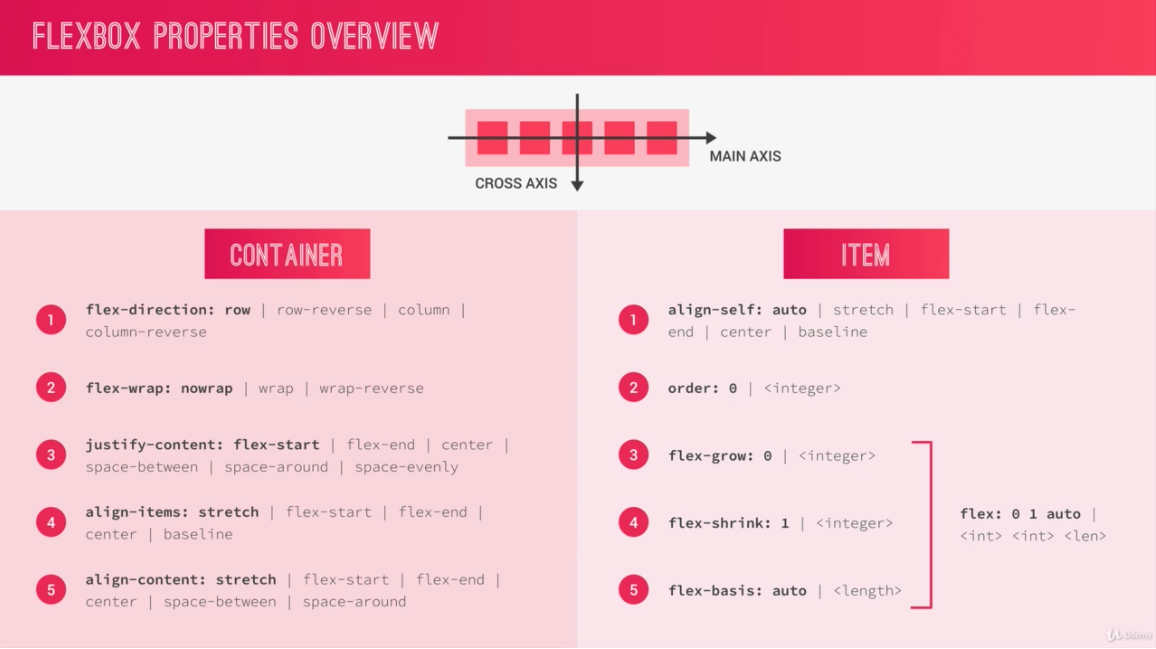 FLEXBOX PROPERTIES OVERVIEW
MAIN AXIS
CROSS AXIS
CONTAINER
1
flex-direction: row | row-reverse | column |
column-reverse
2
flex-wrap: nowrap | wrap | wrap-reverse
3
justify-content: flex-start | flex-end | center |
space-between | space-around | space-evenly
4
align-items: stretch | flex-start | flex-end |
center | baseline
5
align-content: stretch | flex-start | flex-end |
center | space-between | space-around
ITEM
1
align-self: auto | stretch | flex-start | flex-
end | center | baseline
2
order: 0 | <integer>
3
flex-grow: 0 | <integer>
4
flex-shrink: 1 | <integer>
5
flex-basis: auto | <length>
flex: 0 1 auto |
<int> <int> <len>
Udemy